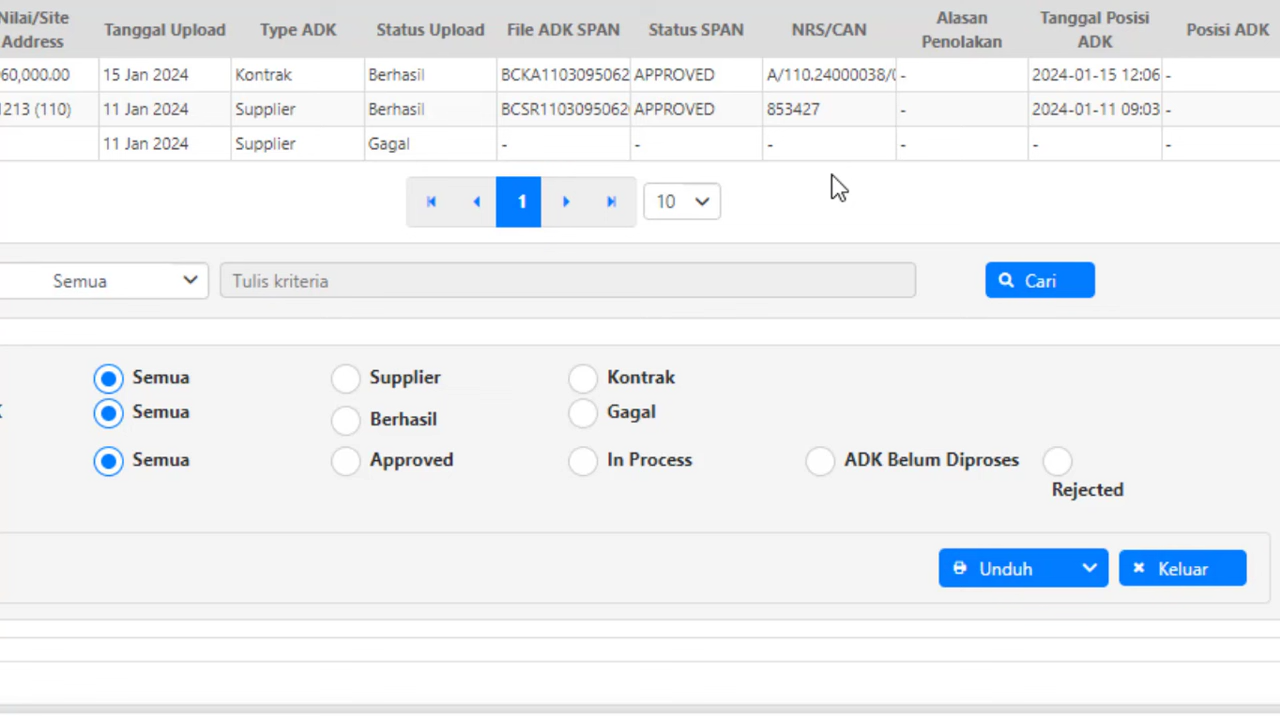 Nilai/Site Address Tanggal Upload Type ADK Status Upload File ADK SPAN Status SPAN NRS/CAN Alasan Penolakan Tanggal Posisi ADK Posisi ADK
60,000.00 15 Jan 2024 Kontrak Berhasil BCKA1103095062 APPROVED A/110.24000038/ - 2024-01-15 12:06 -
1213 (110) 11 Jan 2024 Supplier Berhasil BCSR110309506 APPROVED 853427 - 2024-01-11 09:03 -
11 Jan 2024 Supplier Gagal - - - - - -
1 10
Semua Tulis kriteria Cari
Semua Supplier Kontrak
Semua Berhasil Gagal
Semua Approved In Process ADK Belum Diproses
Rejected
Unduh Keluar